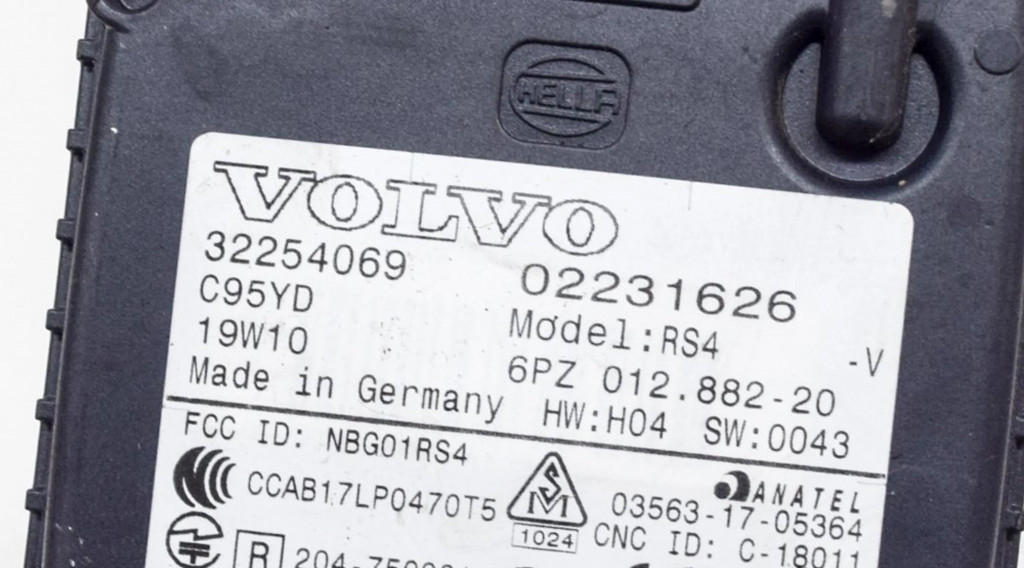 HELLA
VOLVO
32254069
02231626
C95YD
Model:RS4
-V
19W10
6PZ 012.882-20
Made in Germany
HW:H04 SW:0043
FCC ID: NBG01RS4
ANATEL
CCAB17LP0470T5
03563-17-05364
1024
CNC ID: C-18011
R